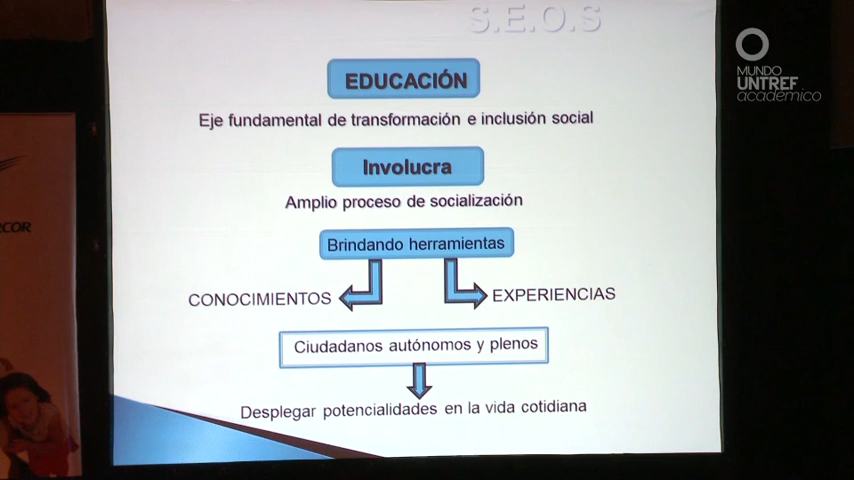 S.E.O.S
MUNDO
UNTREF
académico
EDUCACIÓN
Eje fundamental de transformación e inclusión social
Involucra
Amplio proceso de socialización
Brindando herramientas
CONOCIMIENTOS
EXPERIENCIAS
Ciudadanos autónomos y plenos
Desplegar potencialidades en la vida cotidiana